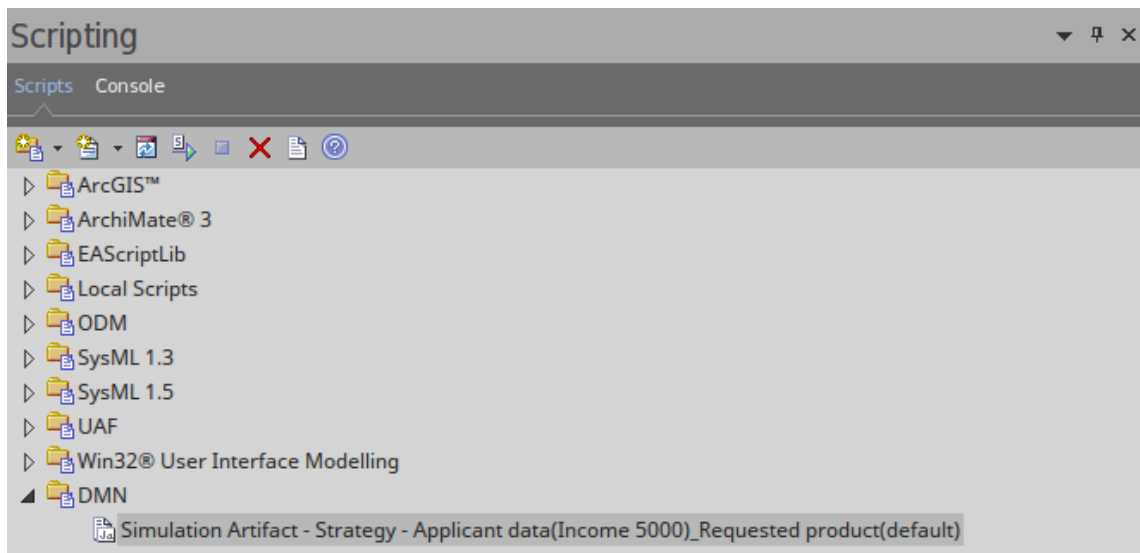 Scripting
Scripts Console
ArcGIS™
ArchiMate® 3
EAScriptLib
Local Scripts
ODM
SysML 1.3
SysML 1.5
UAF
Win32® User Interface Modelling
DMN
Simulation Artifact - Strategy - Applicant data(Income 5000)_Requested product(default)